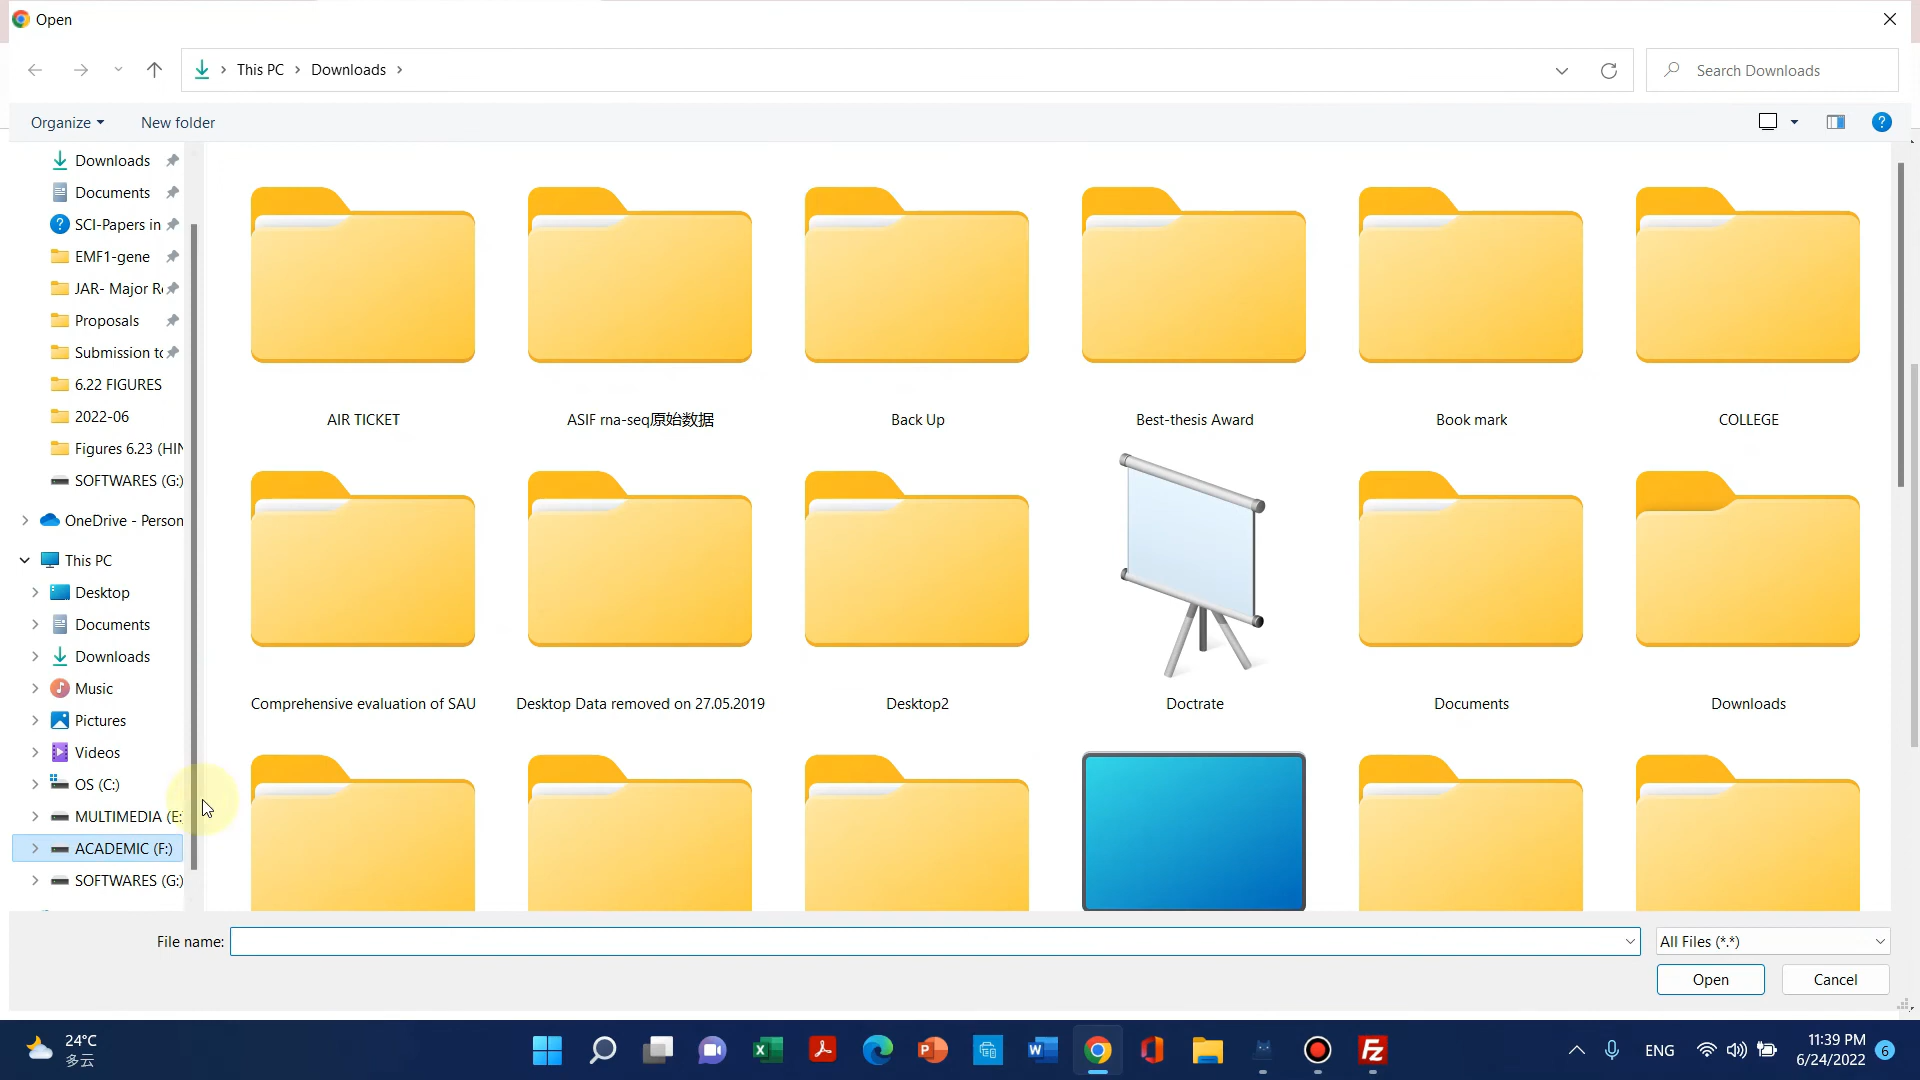 Open
This PC > Downloads >
Search Downloads
Organize
New folder
Downloads
Documents
SCI-Papers in
EMF1-gene
JAR- Major Re
Proposals
Submission to
6.22 FIGURES
2022-06
Figures 6.23 (HIN
SOFTWARES (G:)
OneDrive - Person
This PC
Desktop
Documents
Downloads
Music
Pictures
Videos
OS (C:)
MULTIMEDIA (E:
ACADEMIC (F:)
SOFTWARES (G:)
AIR TICKET
ASIF rna-seq原始数据
Back Up
Best-thesis Award
Book mark
COLLEGE
Comprehensive evaluation of SAU
Desktop Data removed on 27.05.2019
Desktop2
Doctrate
Documents
Downloads
File name:
All Files (*.*)
Open
Cancel
24°C
多云
ENG
11:39 PM
6/24/2022
6